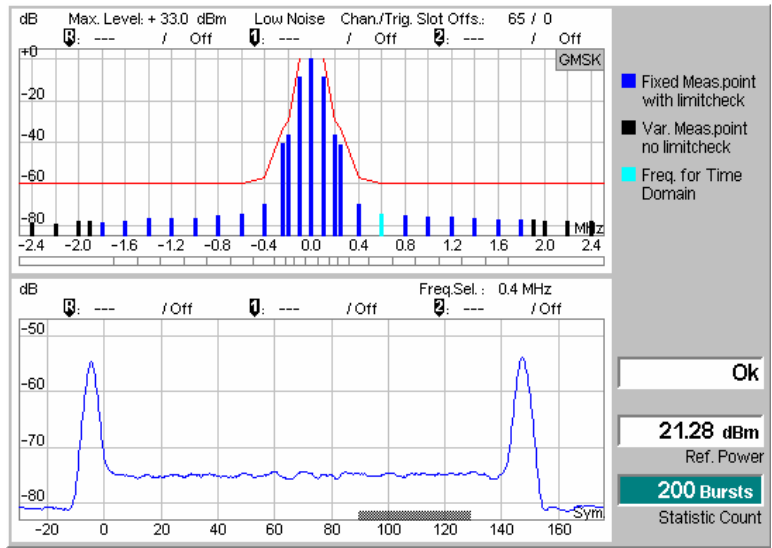 dB Max. Level: + 33.0 dBm Low Noise Chan./Trig. Slot Offs.: 65 / 0
R: --- / Off 1: --- / Off 2: --- / Off
+0
GMSK
-20
-40
-60
-80
MHz
-2.4 -2.0 -1.6 -1.2 -0.8 -0.4 0.0 0.4 0.8 1.2 1.6 2.0 2.4
Fixed Meas.point
with limitcheck
Var. Meas.point
no limitcheck
Freq. for Time
Domain
dB Freq.Sel. : 0.4 MHz
R: --- / Off 1: --- / Off 2: --- / Off
-50
-60
-70
-80
Sym.
-20 0 20 40 60 80 100 120 140 160
Ok
21.28 dBm
Ref. Power
200 Bursts
Statistic Count